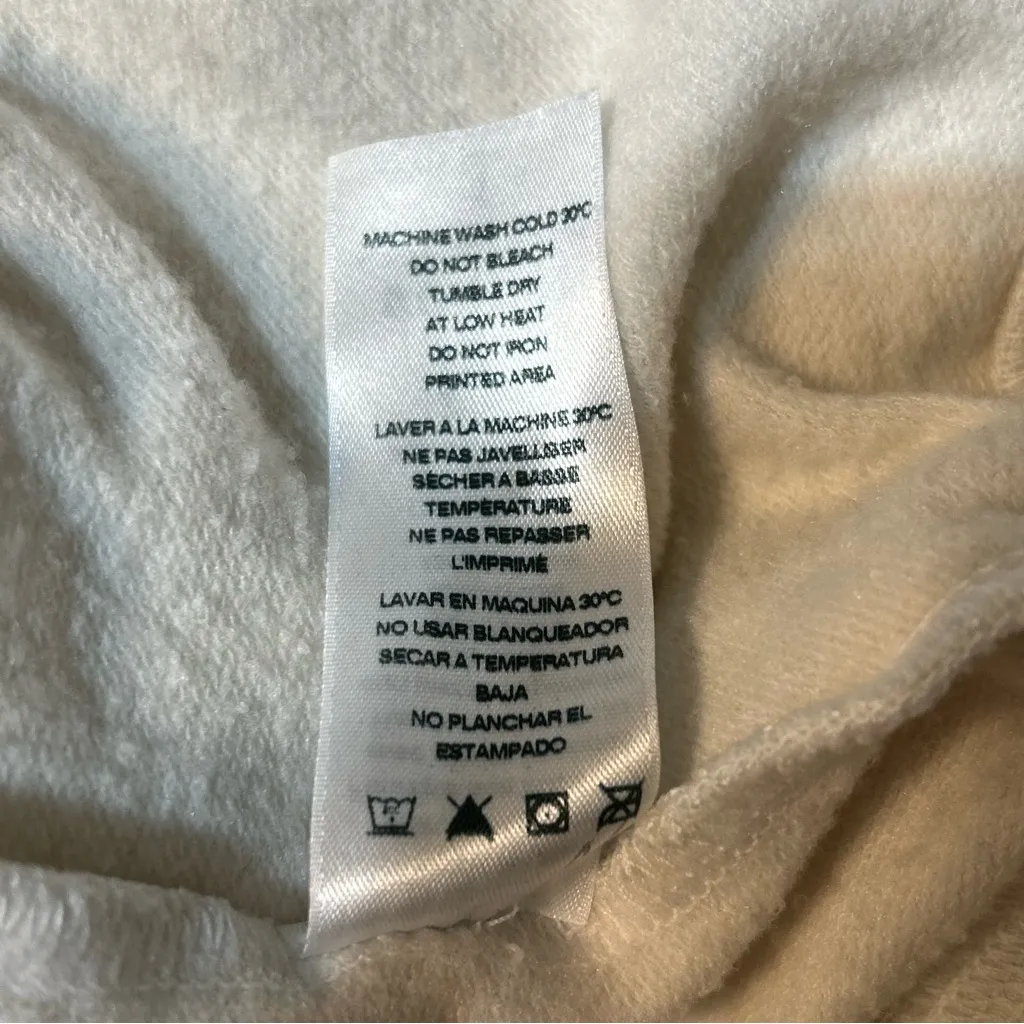 MACHINE WASH COLD 30°C
DO NOT BLEACH
TUMBLE DRY
AT LOW HEAT
DO NOT IRON
PRINTED AREA
LAVER A LA MACHINE 30°C
NE PAS JAVELLISER
SÉCHER A BASSE
TEMPÉRATURE
NE PAS REPASSER
L'IMPRIMÉ
LAVAR EN MAQUINA 30°C
NO USAR BLANQUEADOR
SECAR A TEMPERATURA
BAJA
NO PLANCHAR EL
ESTAMPADO